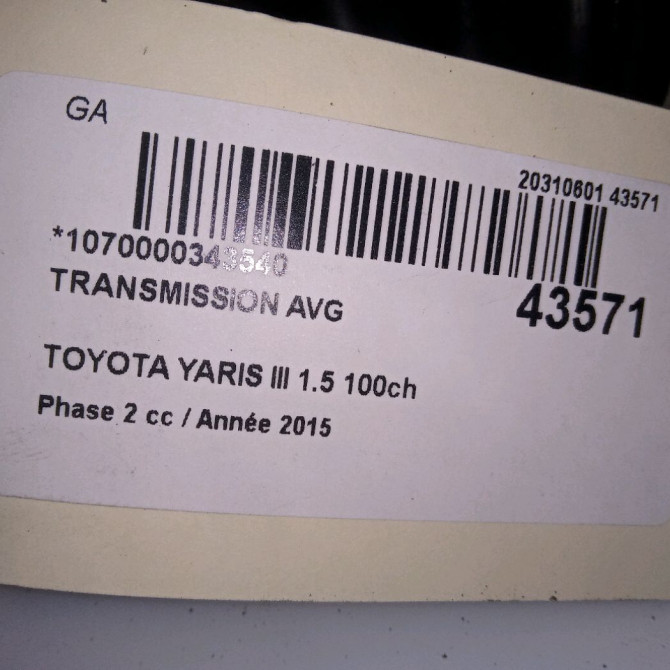 GA
20310601 43571
*1070000343540
43571
TRANSMISSION AVG
TOYOTA YARIS III 1.5 100ch
Phase 2 cc / Année 2015